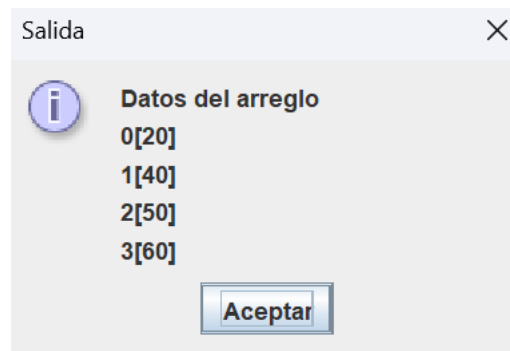 Salida
Datos del arreglo
0[20]
1[40]
2[50]
3[60]
Aceptar